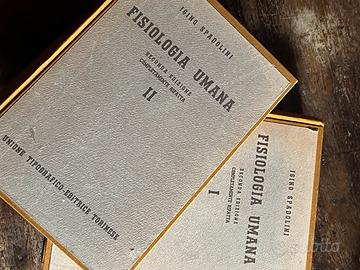 IGINO SPADOLINI
FISIOLOGIA UMANA
SECONDA EDIZIONE
COMPLETAMENTE RIFATTA
II
UNIONE TIPOGRAFICO-EDITRICE TORINESE
IGINO SPADOLINI
FISIOLOGIA UMANA
SECONDA EDIZIONE
COMPLETAMENTE RIFATTA
I
subito